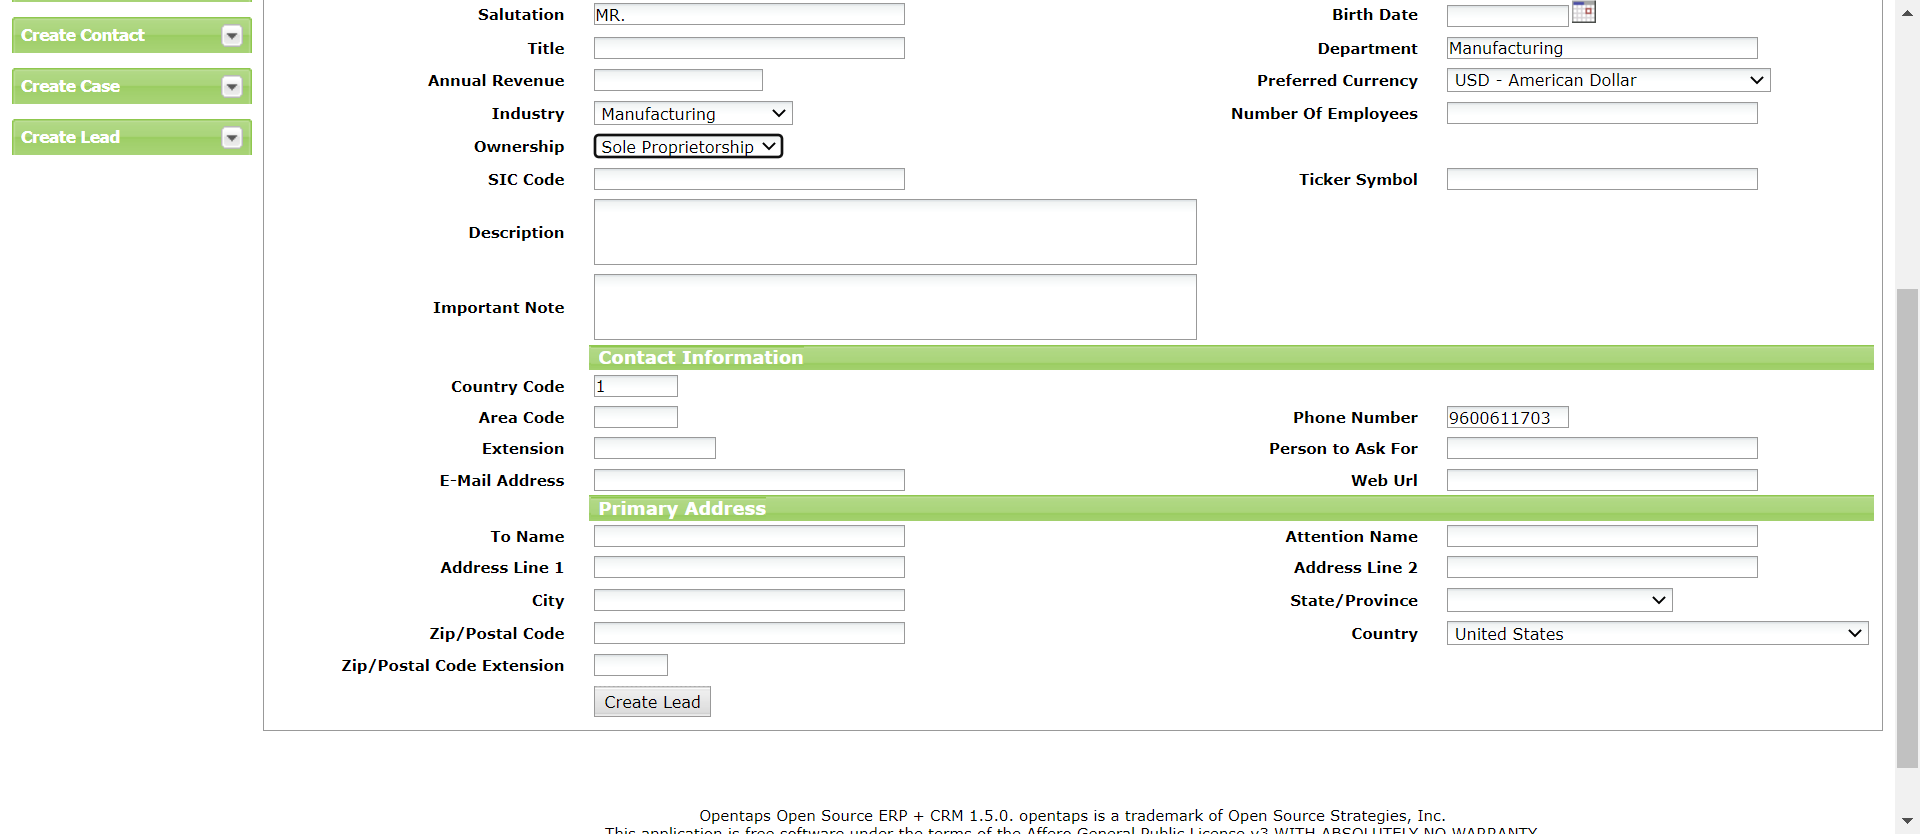 Create Contact
Create Case
Create Lead
Salutation MR. Birth Date
Title Department Manufacturing
Annual Revenue Preferred Currency USD - American Dollar
Industry Manufacturing Number Of Employees
Ownership Sole Proprietorship
SIC Code Ticker Symbol
Description
Important Note
Contact Information
Country Code 1
Area Code Phone Number 9600611703
Extension Person to Ask For
E-Mail Address Web Url
Primary Address
To Name Attention Name
Address Line 1 Address Line 2
City State/Province
Zip/Postal Code Country United States
Zip/Postal Code Extension
Create Lead
Opentaps Open Source ERP + CRM 1.5.0. opentaps is a trademark of Open Source Strategies, Inc.
This application is free software under the terms of the Affero General Public Licence v3 WITH ABSOLUTELY NO WARRANTY